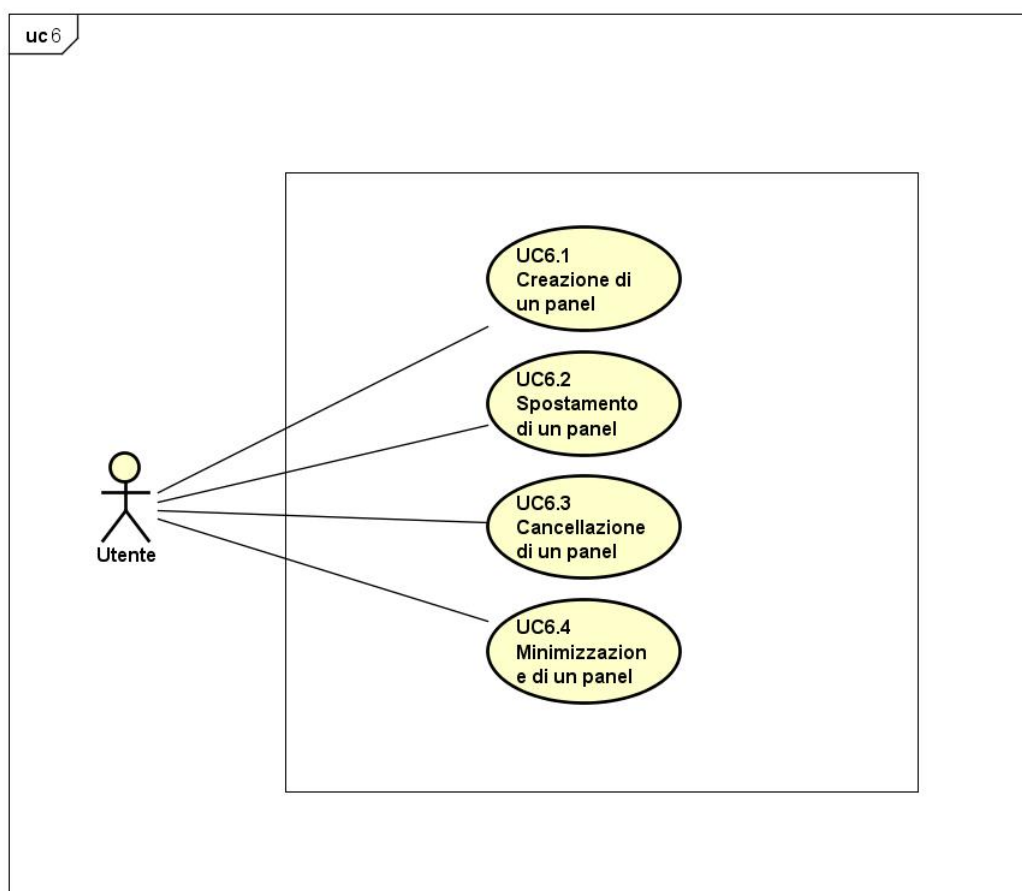 uc 6
UC6.1
Creazione di
un panel
UC6.2
Spostamento
di un panel
UC6.3
Cancellazione
di un panel
Utente
UC6.4
Minimizzazion
e di un panel